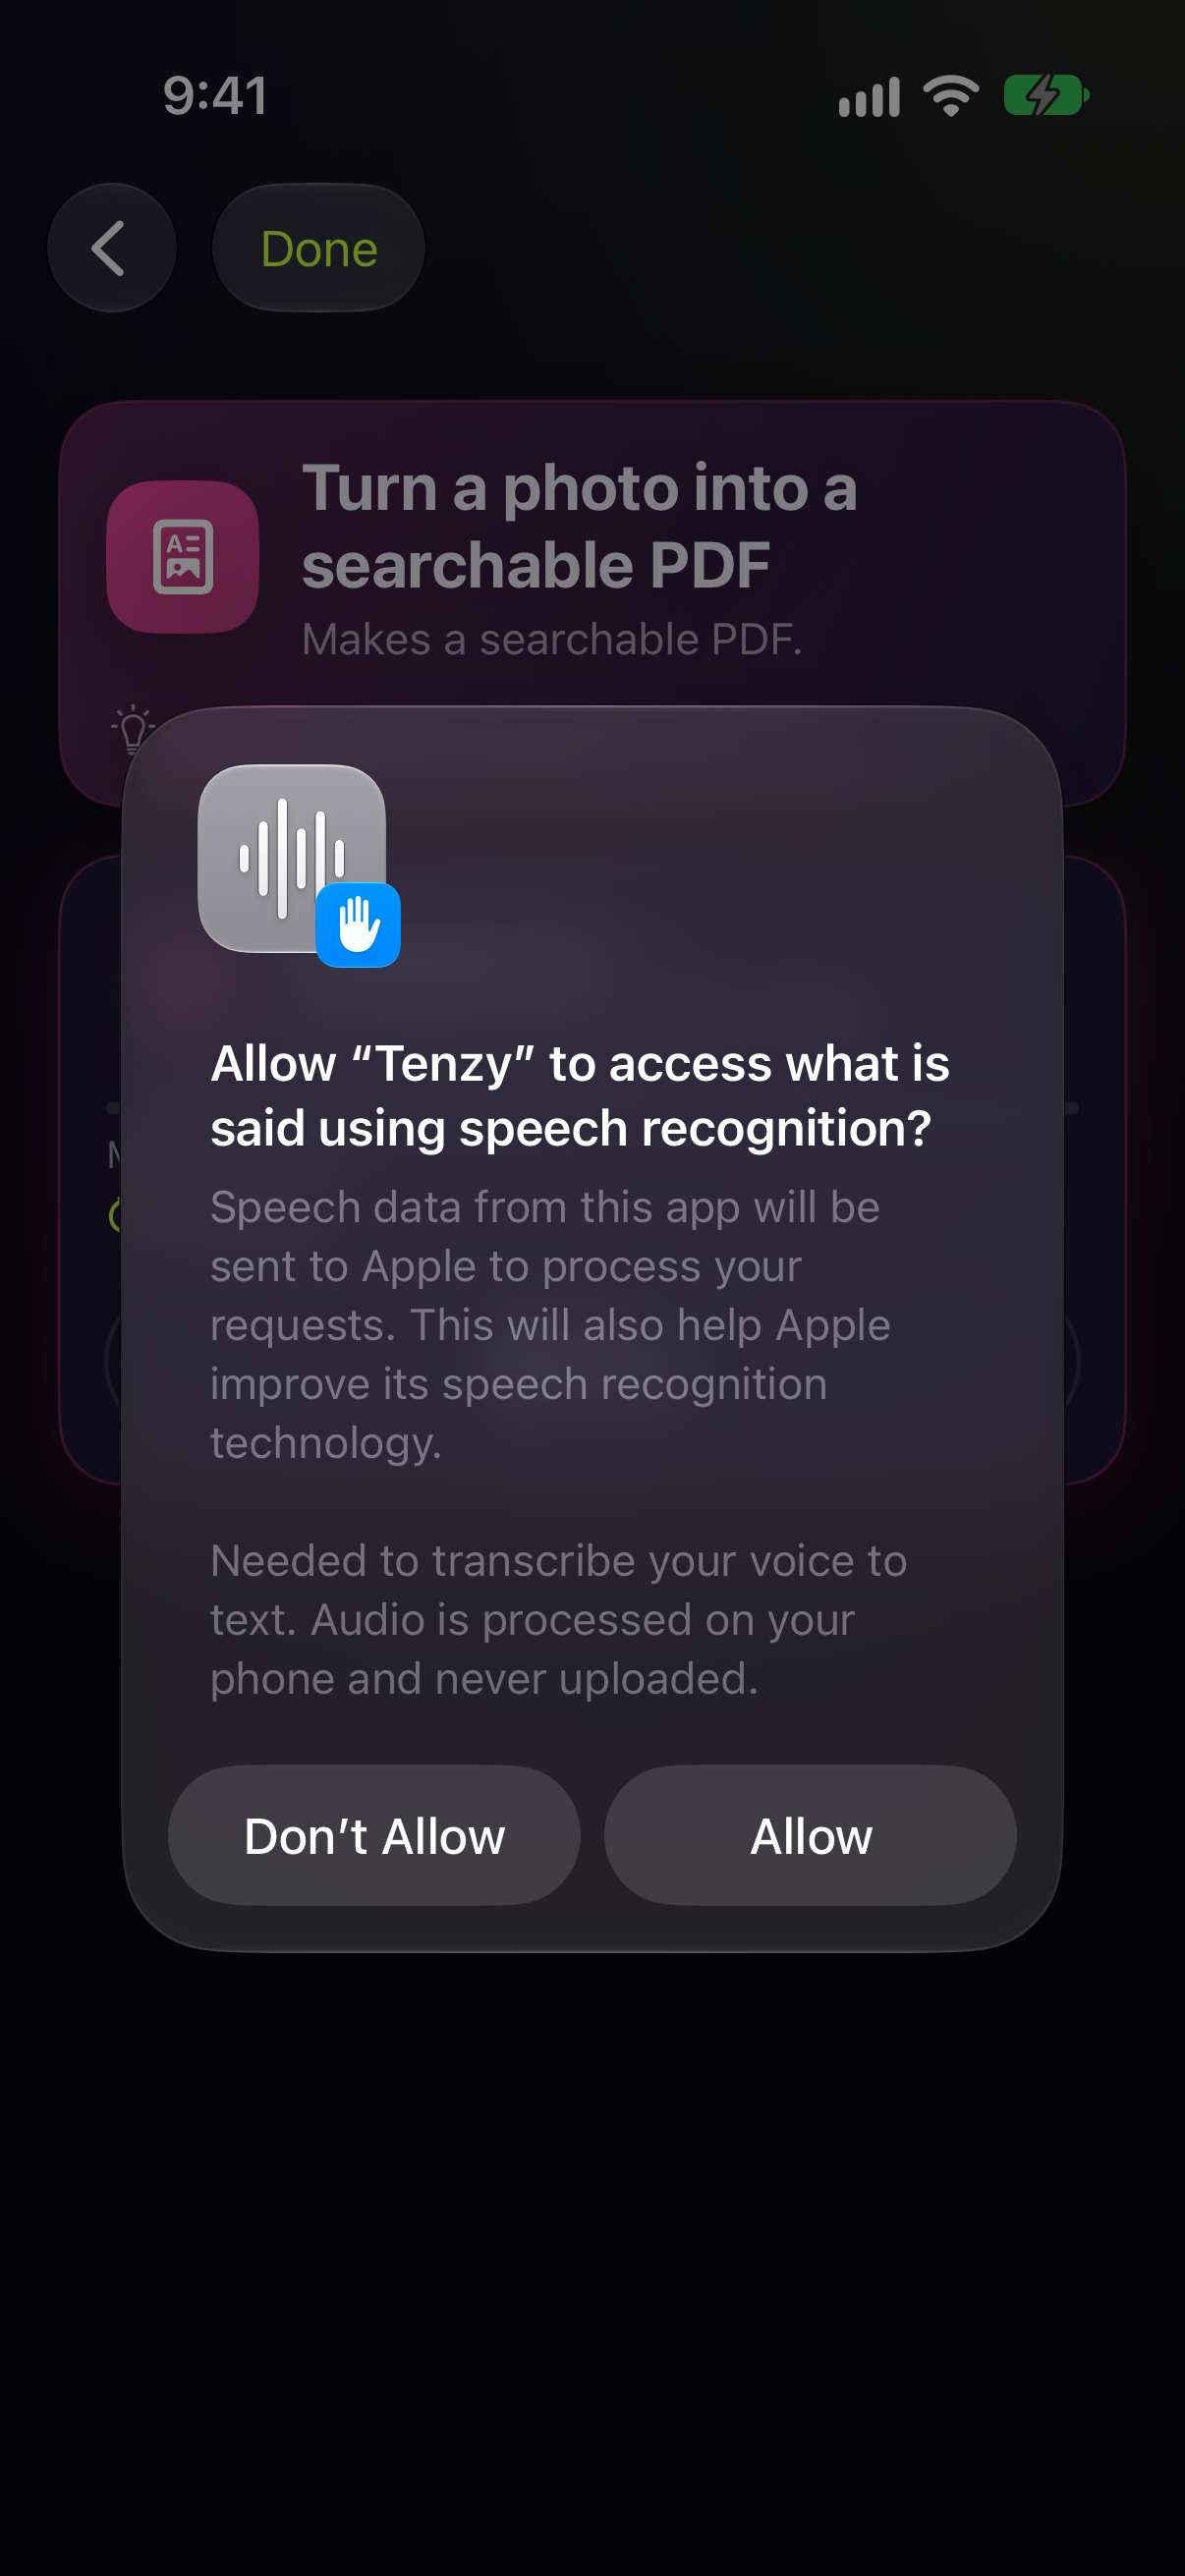 9:41
Done
Turn a photo into a
searchable PDF
Makes a searchable PDF.
Allow “Tenzy” to access what is
said using speech recognition?
Speech data from this app will be
sent to Apple to process your
requests. This will also help Apple
improve its speech recognition
technology.
Needed to transcribe your voice to
text. Audio is processed on your
phone and never uploaded.
Don’t Allow
Allow